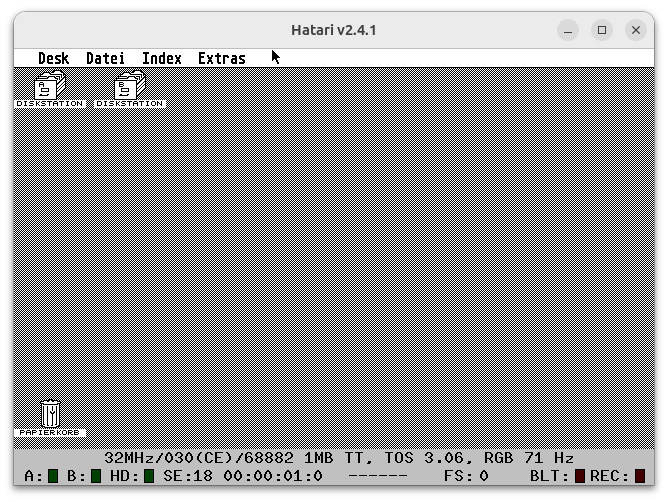 Hatari v2.4.1
Desk Datei Index Extras
DISKSTATION DISKSTATION
PAPIERKORB
32MHz/030(CE)/68882 1MB TT, TOS 3.06, RGB 71 Hz
A: B: HD: SE:18 00:00:01:0 ------ FS: 0 BLT: REC: